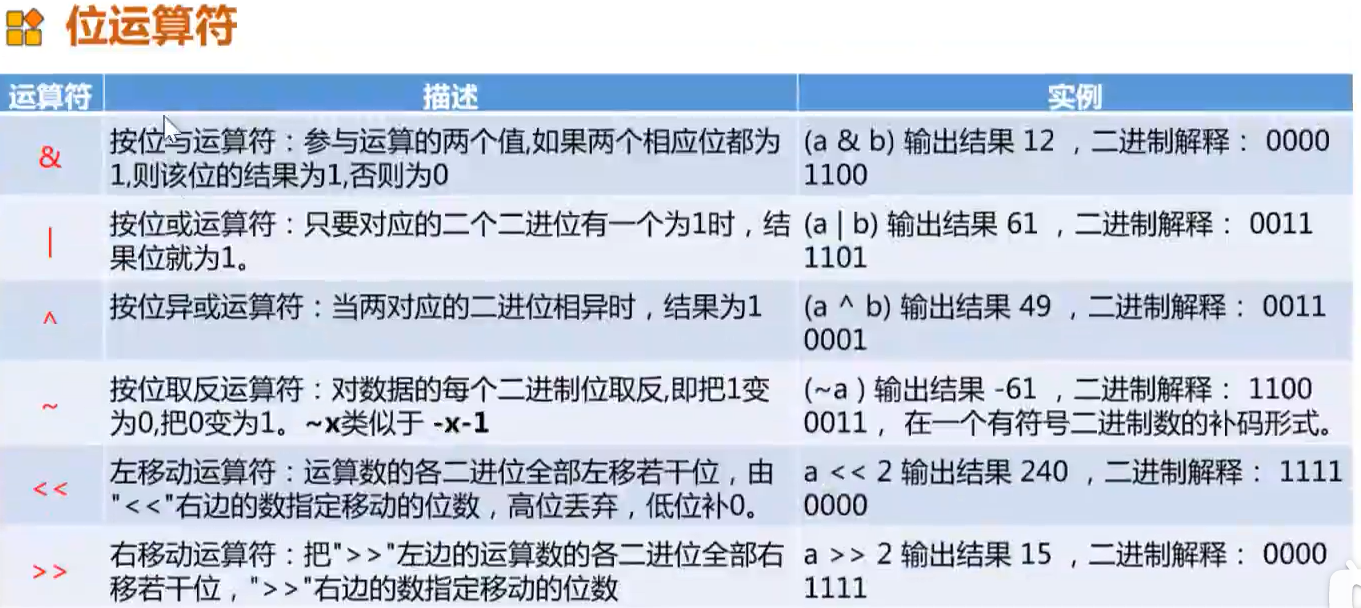 位运算符
运算符 描述 实例
& 按位与运算符：参与运算的两个值,如果两个相应位都为 (a & b) 输出结果 12 ，二进制解释： 0000
1,则该位的结果为1,否则为0 1100
| 按位或运算符：只要对应的二个二进位有一个为1时，结 (a | b) 输出结果 61 ，二进制解释： 0011
果位就为1。 1101
^ 按位异或运算符：当两对应的二进位相异时，结果为1 (a ^ b) 输出结果 49 ，二进制解释： 0011
0001
~ 按位取反运算符：对数据的每个二进制位取反,即把1变 (~a ) 输出结果 -61 ，二进制解释： 1100
为0,把0变为1。~x类似于 -x-1 0011， 在一个有符号二进制数的补码形式。
<< 左移动运算符：运算数的各二进位全部左移若干位，由 a << 2 输出结果 240 ，二进制解释： 1111
"<<"右边的数指定移动的位数，高位丢弃，低位补0。 0000
>> 右移动运算符：把">>"左边的运算数的各二进位全部右 a >> 2 输出结果 15 ，二进制解释： 0000
移若干位，">>"右边的数指定移动的位数 1111